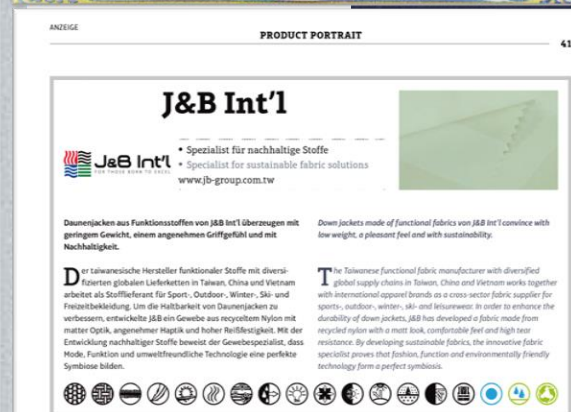 ANZEIGE
PRODUCT PORTRAIT
41
J&B Int'l
J&B Int'l
FOR THOSE BORN TO EXCEL
• Spezialist für nachhaltige Stoffe
• Specialist for sustainable fabric solutions
www.jb-group.com.tw
Daunenjacken aus Funktionsstoffen von J&B Int'l überzeugen mit
geringem Gewicht, einem angenehmen Griffgefühl und mit
Nachhaltigkeit.
Der taiwanesische Hersteller funktionaler Stoffe mit diversi-
fizierten globalen Lieferketten in Taiwan, China und Vietnam
arbeitet als Stofflieferant für Sport-, Outdoor-, Winter-, Ski- und
Freizeitbekleidung. Um die Haltbarkeit von Daunenjacken zu
verbessern, entwickelte J&B ein Gewebe aus recyceltem Nylon mit
matter Optik, angenehmer Haptik und hoher Reißfestigkeit. Mit der
Entwicklung nachhaltiger Stoffe beweist der Gewebespezialist, dass
Mode, Funktion und umweltfreundliche Technologie eine perfekte
Symbiose bilden.
Down jackets made of functional fabrics von J&B Int'l convince with
low weight, a pleasant feel and with sustainability.
The Taiwanese functional fabric manufacturer with diversified
global supply chains in Taiwan, China and Vietnam works together
with international apparel brands as a cross-sector fabric supplier for
sports-, outdoor-, winter-, ski- and leisurewear. In order to enhance the
durability of down jackets, J&B has developed a fabric made from
recycled nylon with a matt look, comfortable feel and high tear
resistance. By developing sustainable fabrics, the innovative fabric
specialist proves that fashion, function and environmentally friendly
technology form a perfect symbiosis.